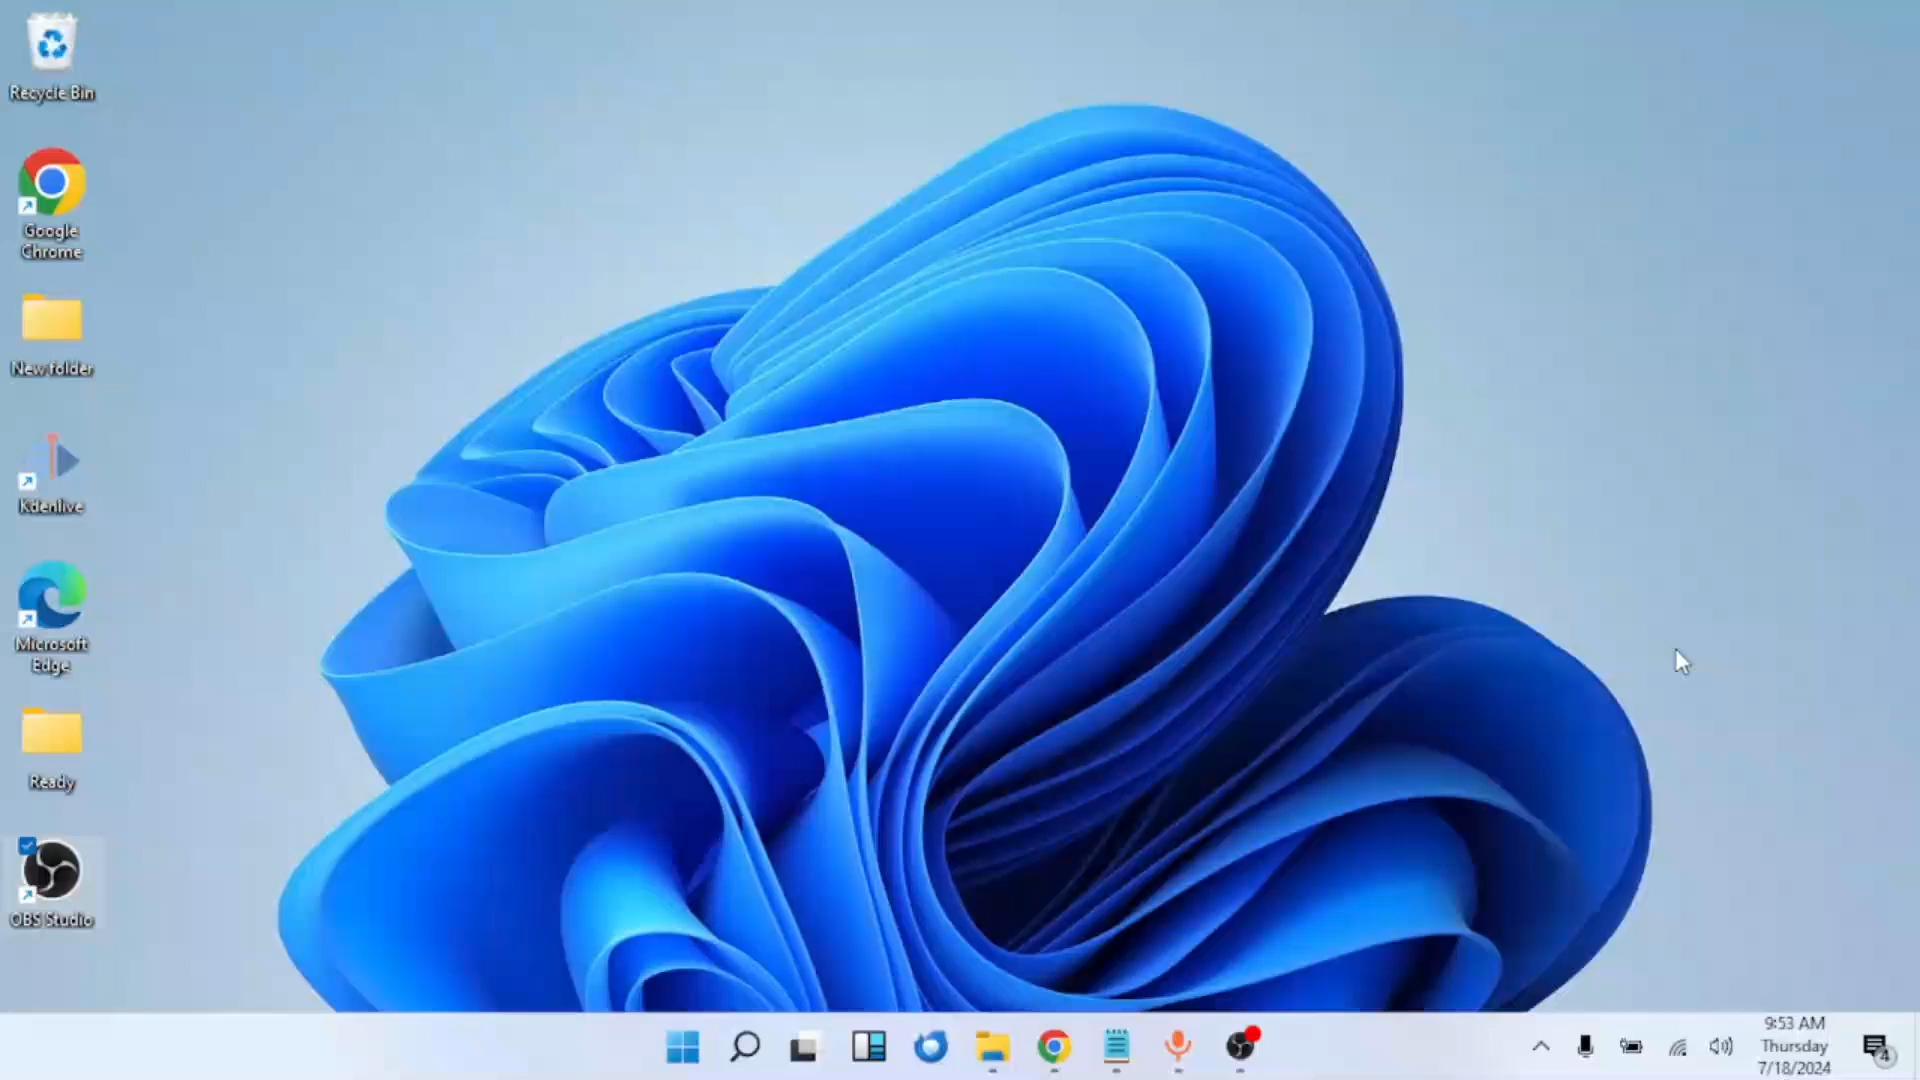 Recycle Bin
Google
Chrome
New folder
Kdenlive
Microsoft
Edge
Ready
OBS Studio
9:53 AM
Thursday
7/18/2024
4